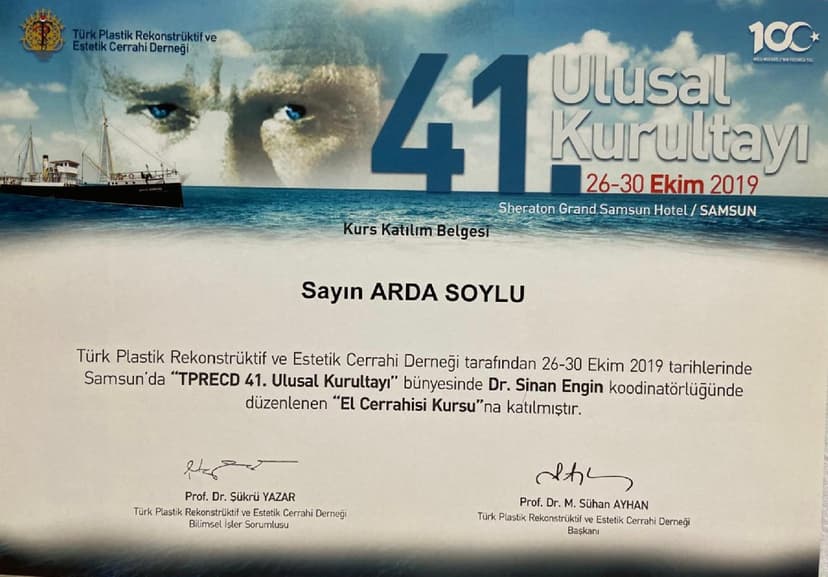 Türk Plastik Rekonstrüktif ve
Estetik Cerrahi Derneği
100
41.
Ulusal
Kurultayı
26-30 Ekim 2019
Sheraton Grand Samsun Hotel / SAMSUN
Kurs Katılım Belgesi
Sayın ARDA SOYLU
Türk Plastik Rekonstrüktif ve Estetik Cerrahi Derneği tarafından 26-30 Ekim 2019 tarihlerinde
Samsun'da "TPRECD 41. Ulusal Kurultayı" bünyesinde Dr. Sinan Engin koodinatörlüğünde
düzenlenen "El Cerrahisi Kursu"na katılmıştır.
Prof. Dr. Şükrü YAZAR
Türk Plastik Rekonstrüktif ve Estetik Cerrahi Derneği
Bilimsel İşler Sorumlusu
Prof. Dr. M. Sühan AYHAN
Türk Plastik Rekonstrüktif ve Estetik Cerrahi Derneği
Başkanı